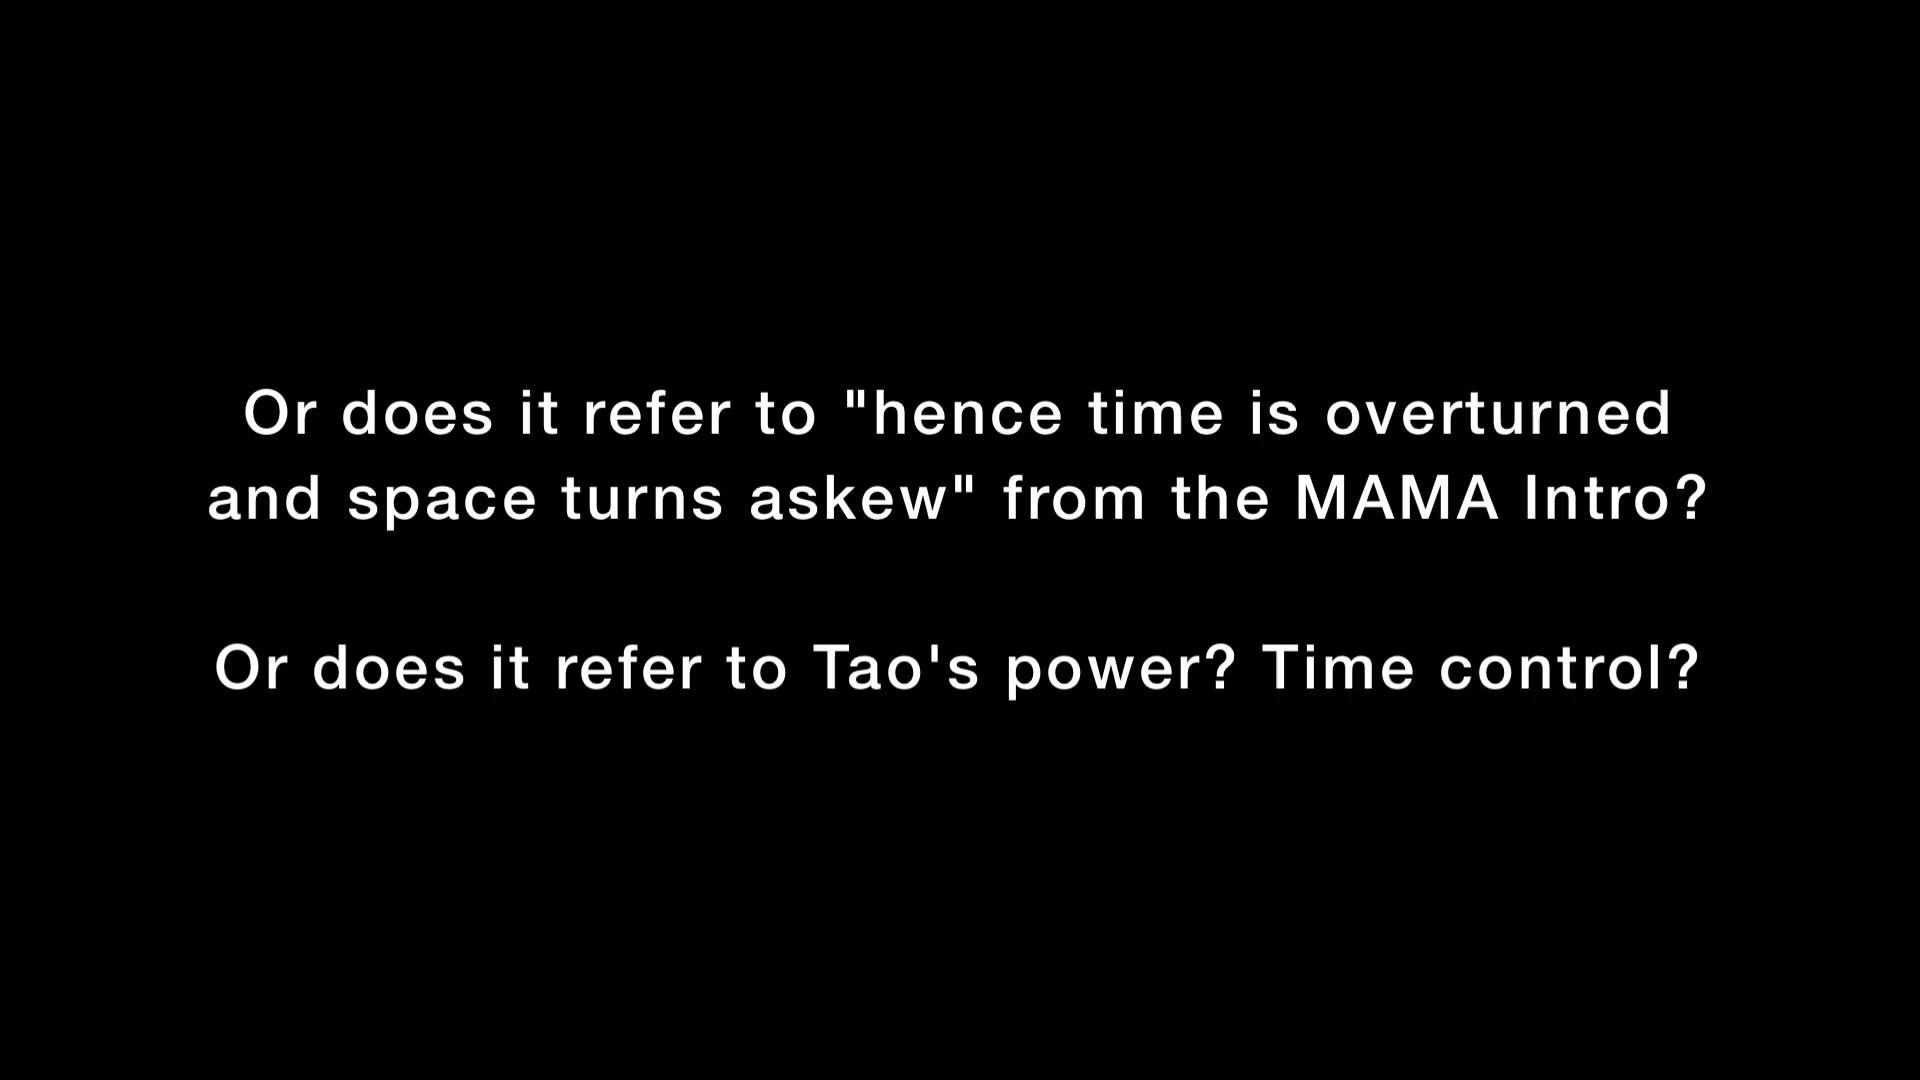 Or does it refer to "hence time is overturned
and space turns askew" from the MAMA Intro?
Or does it refer to Tao's power? Time control?